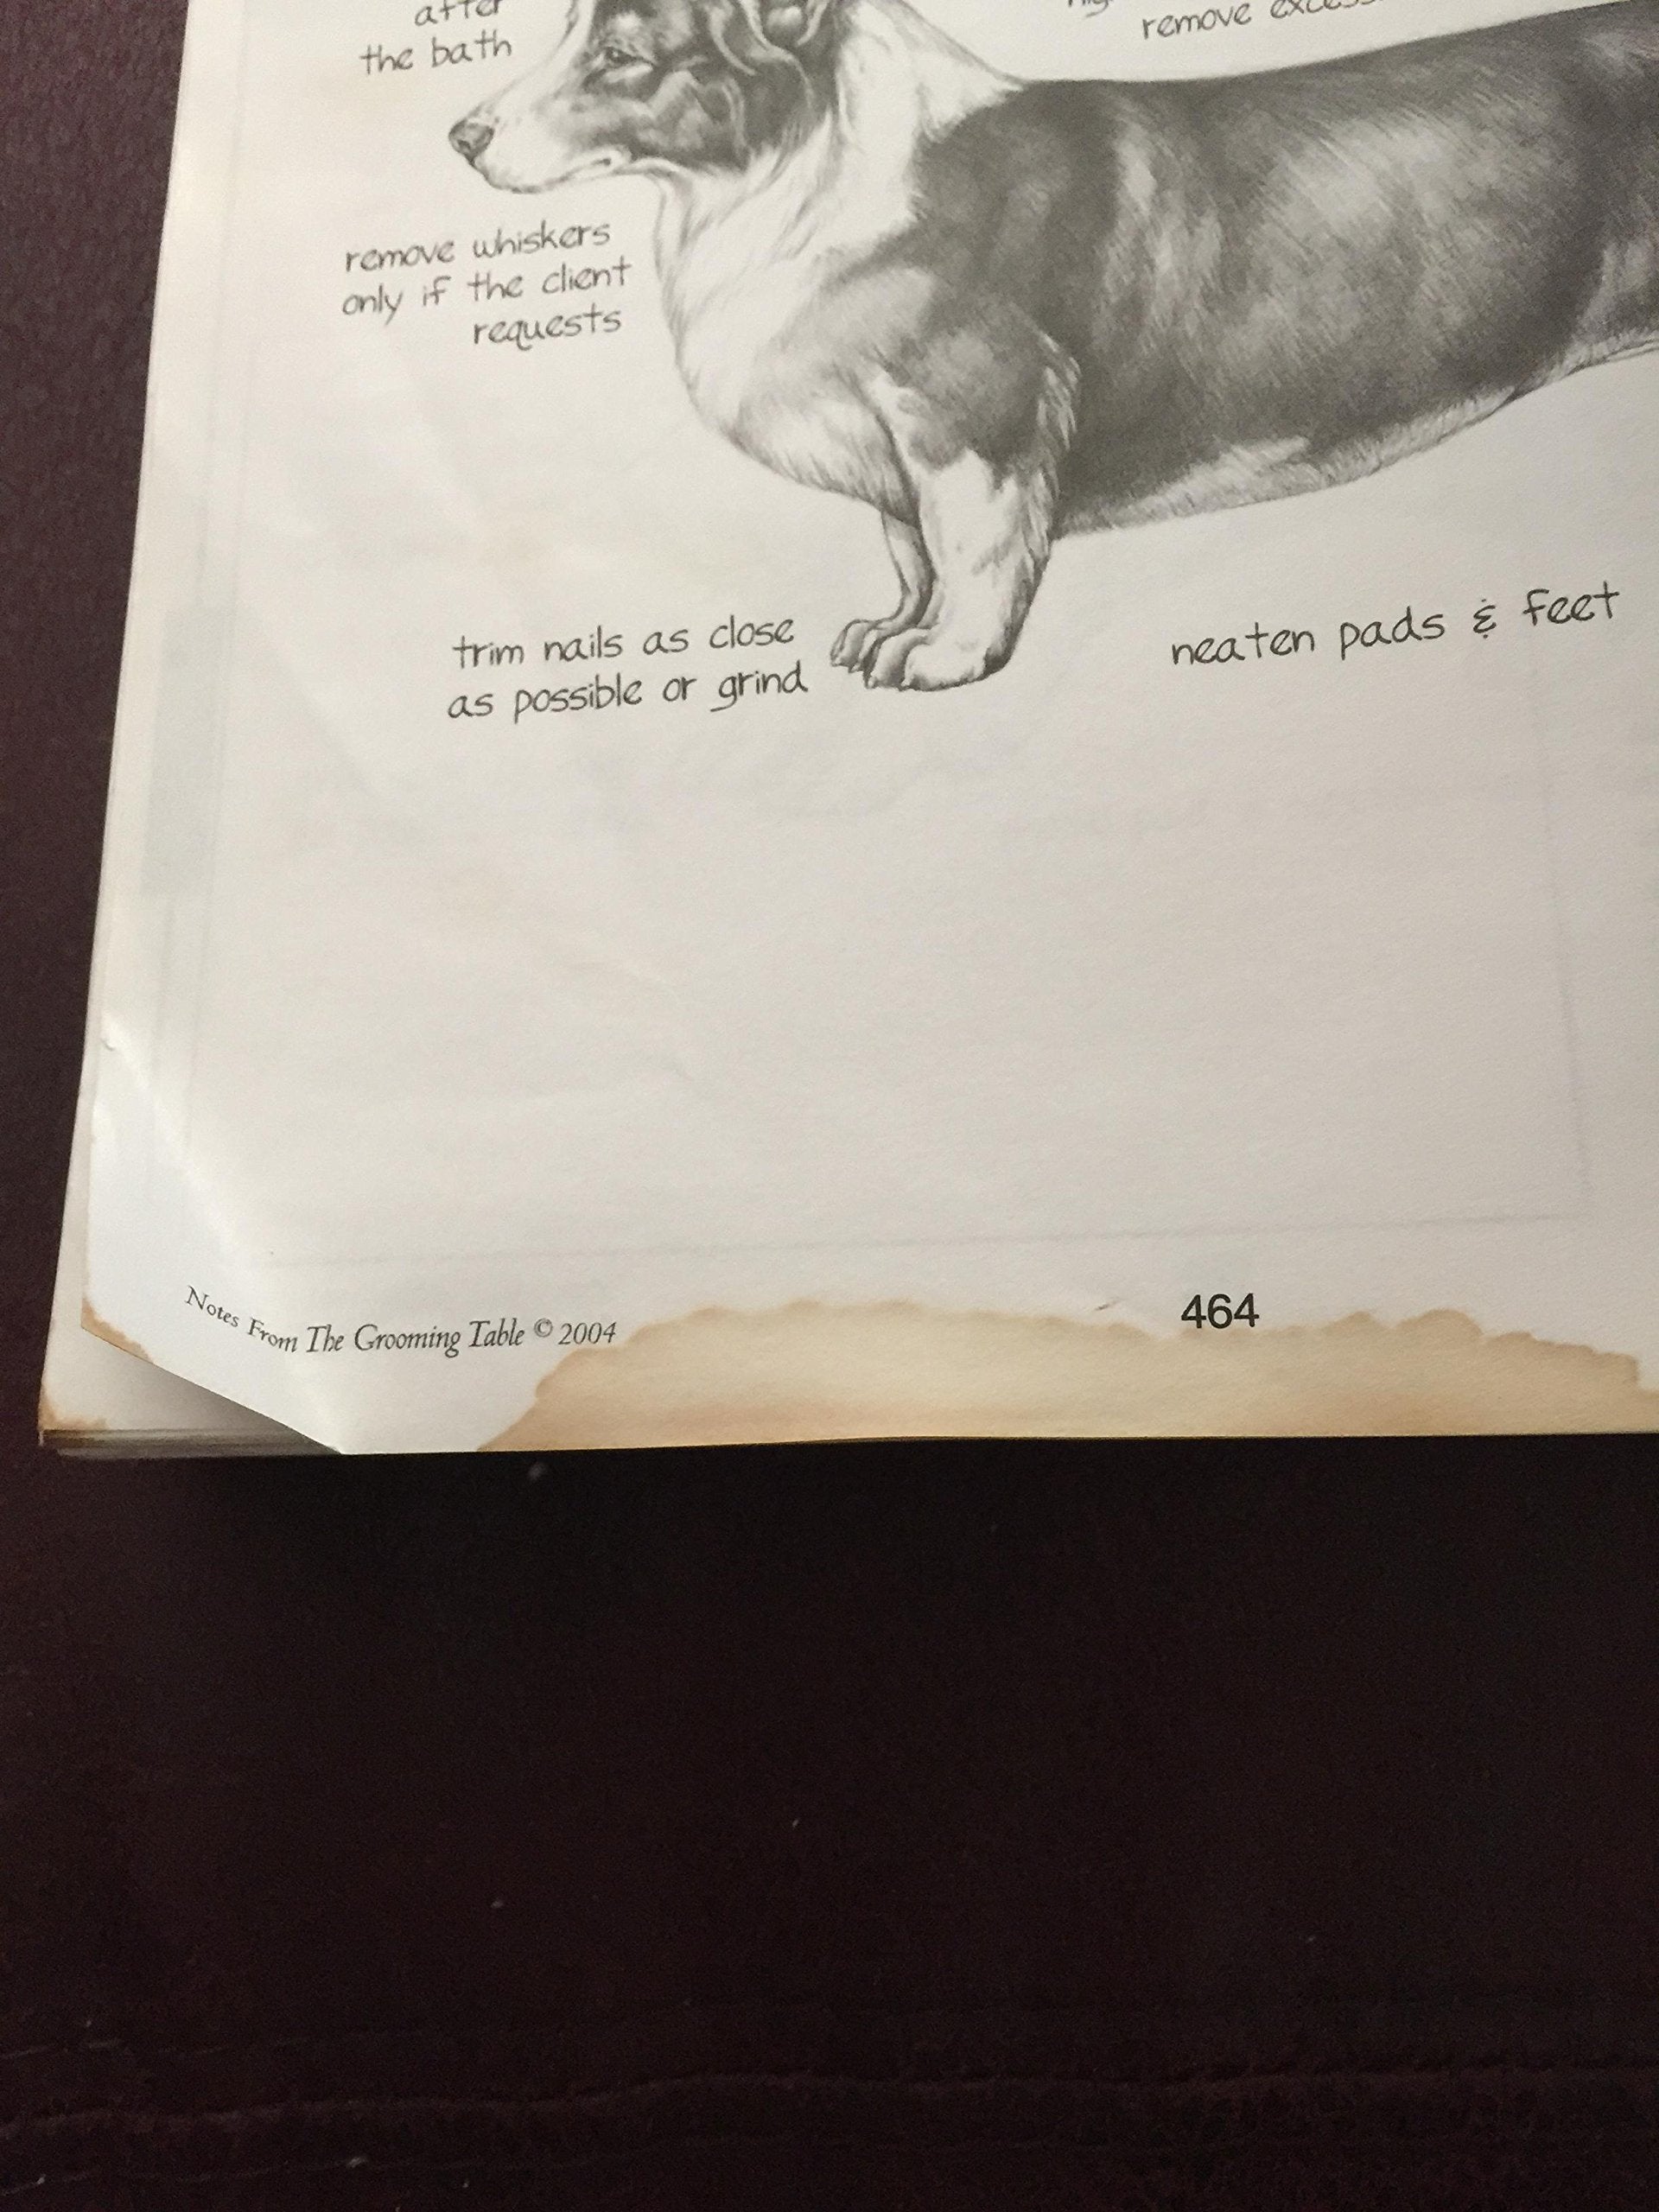 after
the bath
remove
remove whiskers
only if the client
requests
trim nails as close
as possible or grind
neaten pads & feet
464
Notes From The Grooming Table © 2004